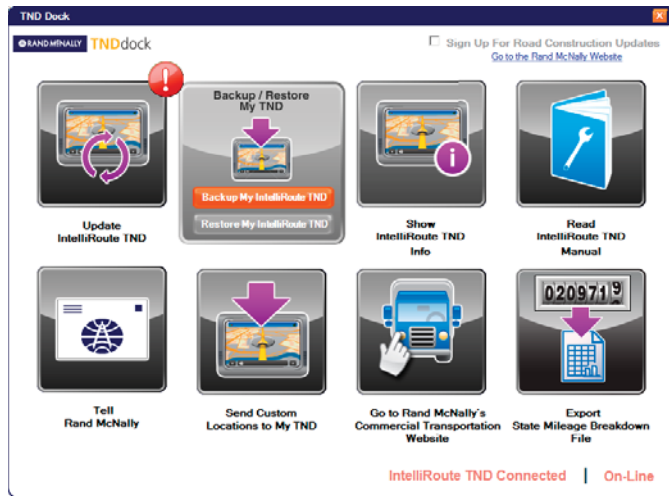 TND Dock
RAND MCNALLY TNDdock
Sign Up For Road Construction Updates
Go to the Rand McNally Website
!
Update
IntelliRoute TND
Backup / Restore
My TND
Backup My IntelliRoute TND
Restore My IntelliRoute TND
i
Show
IntelliRoute TND
Info
Read
IntelliRoute TND
Manual
Tell
Rand McNally
Send Custom
Locations to My TND
Go to Rand McNally's
Commercial Transportation
Website
020971 9
Export
State Mileage Breakdown
File
IntelliRoute TND Connected | On-Line